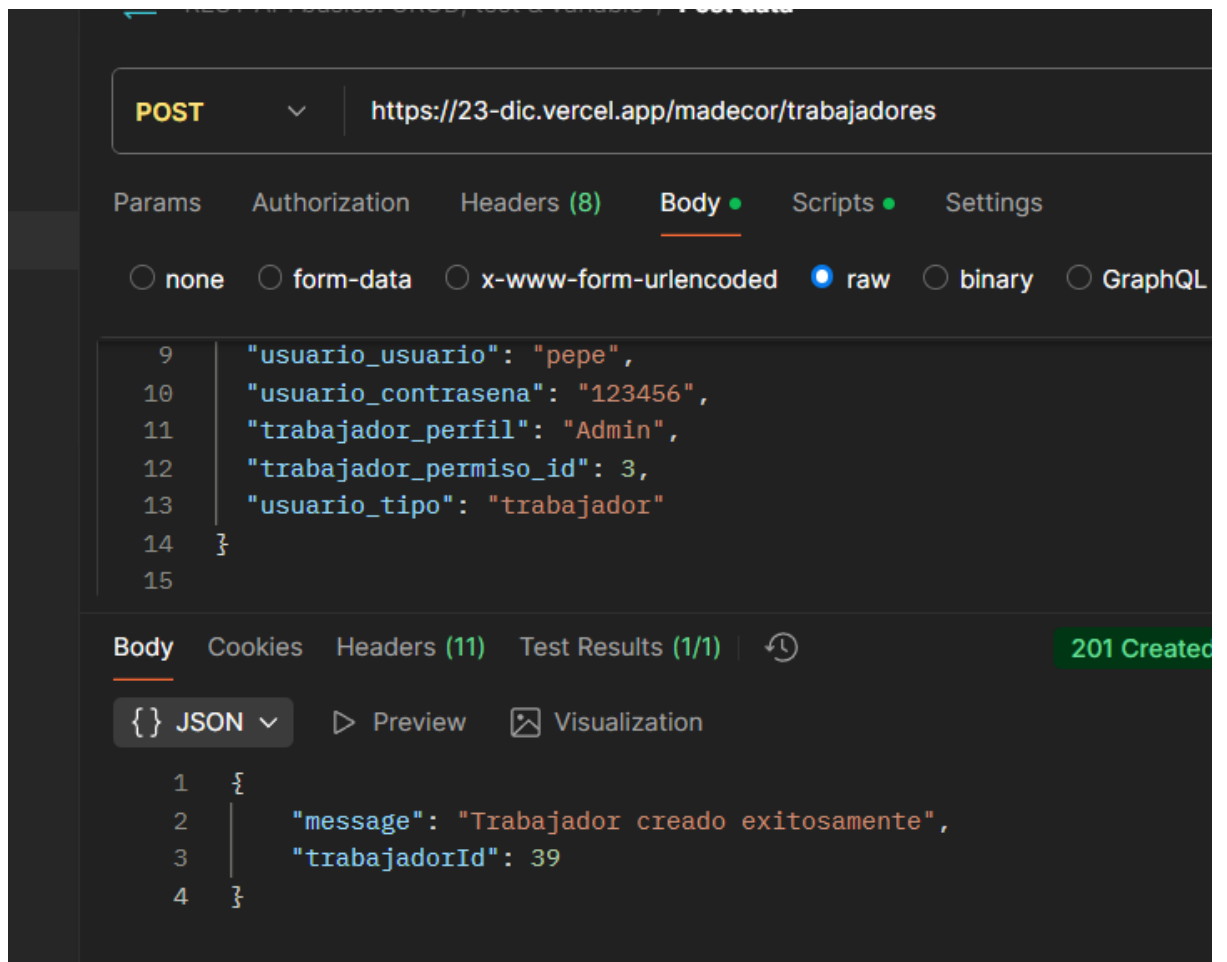 Post data
POST https://23-dic.vercel.app/madecor/trabajadores
Params Authorization Headers (8) Body Scripts Settings
none form-data x-www-form-urlencoded raw binary GraphQL
9 "usuario_usuario": "pepe",
10 "usuario_contrasena": "123456",
11 "trabajador_perfil": "Admin",
12 "trabajador_permiso_id": 3,
13 "usuario_tipo": "trabajador"
14 }
15
Body Cookies Headers (11) Test Results (1/1) 201 Created
{} JSON Preview Visualization
1 {
2 "message": "Trabajador creado exitosamente",
3 "trabajadorId": 39
4 }